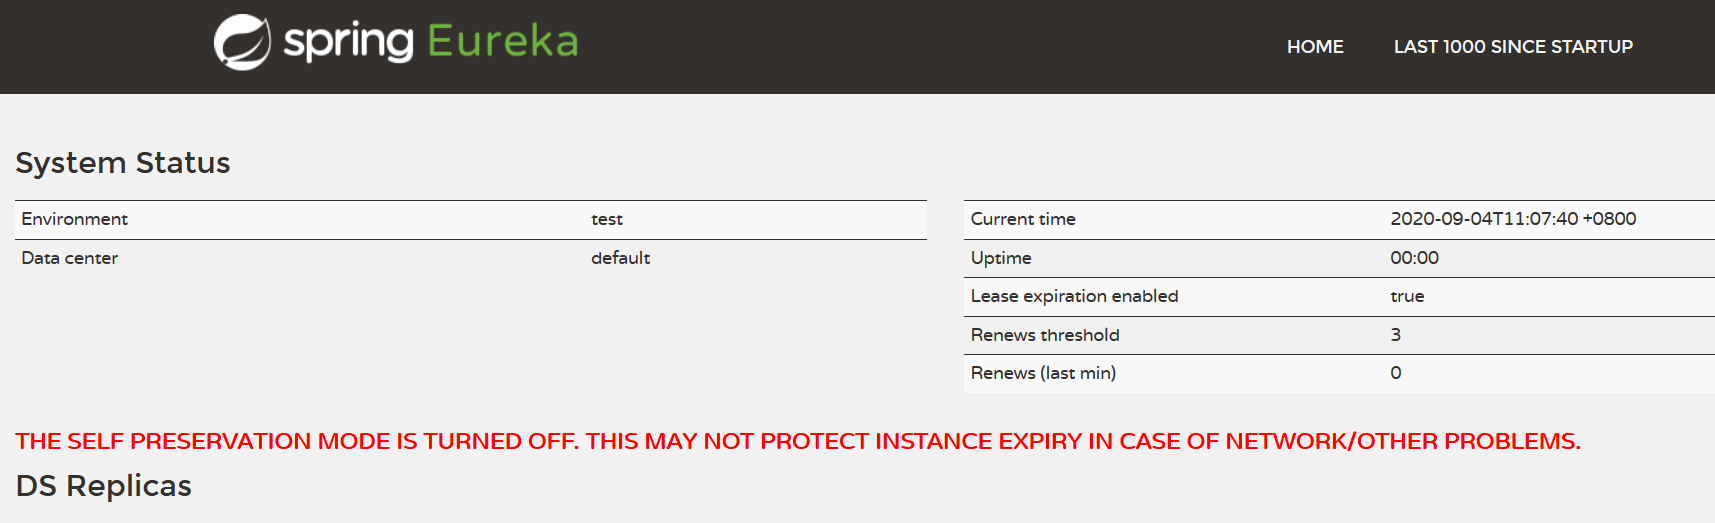 spring Eureka
HOME LAST 1000 SINCE STARTUP
System Status
Environment test
Data center default
Current time 2020-09-04T11:07:40 +0800
Uptime 00:00
Lease expiration enabled true
Renews threshold 3
Renews (last min) 0
THE SELF PRESERVATION MODE IS TURNED OFF. THIS MAY NOT PROTECT INSTANCE EXPIRY IN CASE OF NETWORK/OTHER PROBLEMS.
DS Replicas